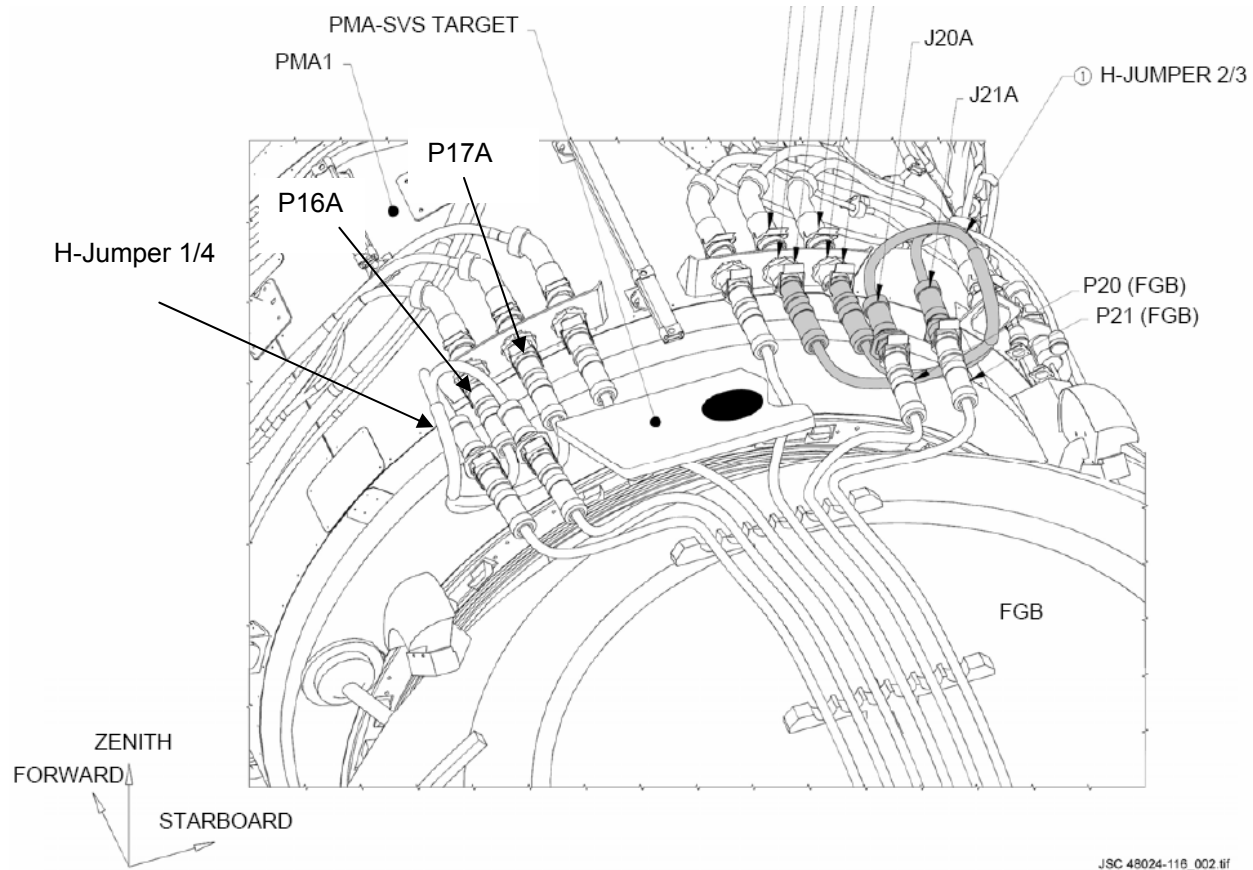 PMA-SVS TARGET
PMA1
J20A
① H-JUMPER 2/3
J21A
P17A
P16A
H-Jumper 1/4
P20 (FGB)
P21 (FGB)
FGB
ZENITH
FORWARD
STARBOARD
JSC 48024-116_002.tif